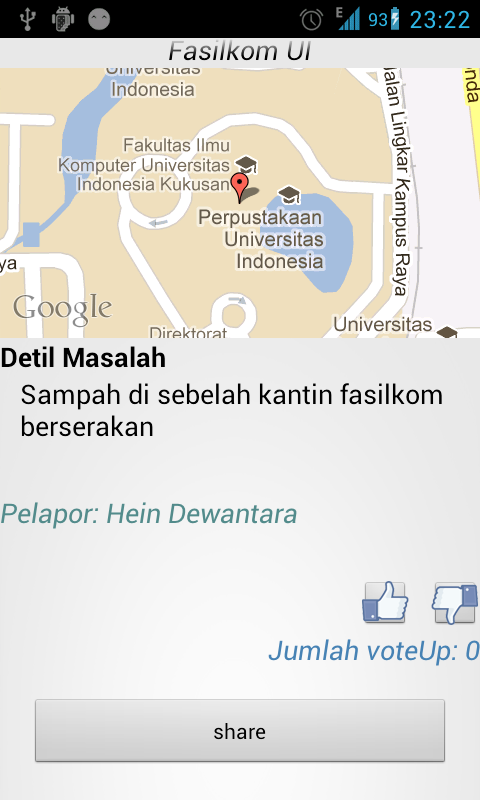 E
93
23:22
Fasilkom UI
Universitas
Indonesia
Fakultas Ilmu
Komputer Universitas
Indonesia Kukusan
Perpustakaan
Universitas
Indonesia
Jalan Lingkar Kampus Raya
onda
ya
Google
Direktorat
Universitas
Detil Masalah
Sampah di sebelah kantin fasilkom
berserakan
Pelapor: Hein Dewantara
Jumlah voteUp: 0
share